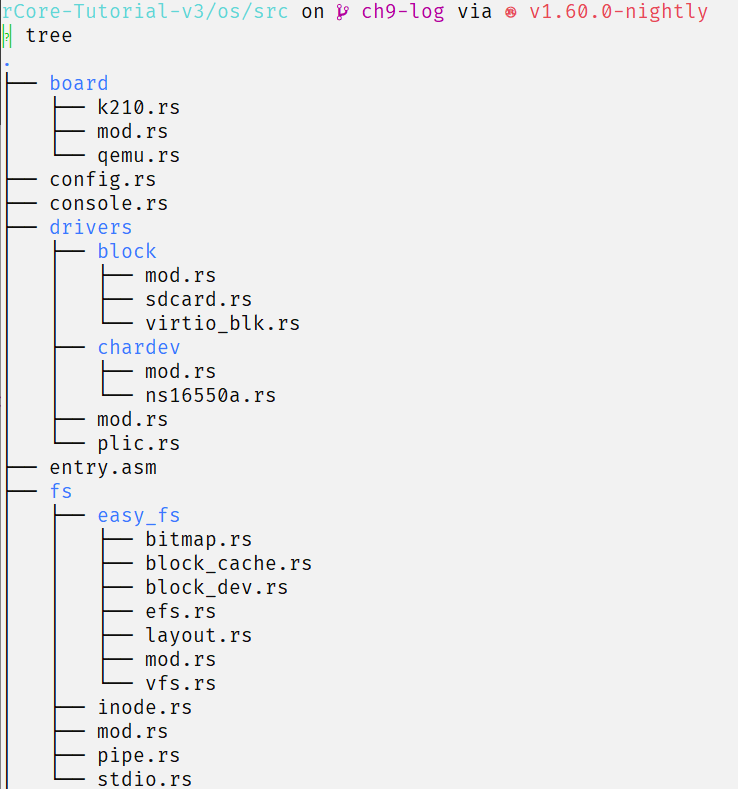 rCore-Tutorial-v3/os/src on ch9-log via v1.60.0-nightly
? tree
.
├── board
│   ├── k210.rs
│   ├── mod.rs
│   └── qemu.rs
├── config.rs
├── console.rs
├── drivers
│   ├── block
│   │   ├── mod.rs
│   │   ├── sdcard.rs
│   │   └── virtio_blk.rs
│   ├── chardev
│   │   ├── mod.rs
│   │   └── ns16550a.rs
│   ├── mod.rs
│   └── plic.rs
├── entry.asm
├── fs
│   ├── easy_fs
│   │   ├── bitmap.rs
│   │   ├── block_cache.rs
│   │   ├── block_dev.rs
│   │   ├── efs.rs
│   │   ├── layout.rs
│   │   ├── mod.rs
│   │   └── vfs.rs
│   ├── inode.rs
│   ├── mod.rs
│   ├── pipe.rs
│   └── stdio.rs